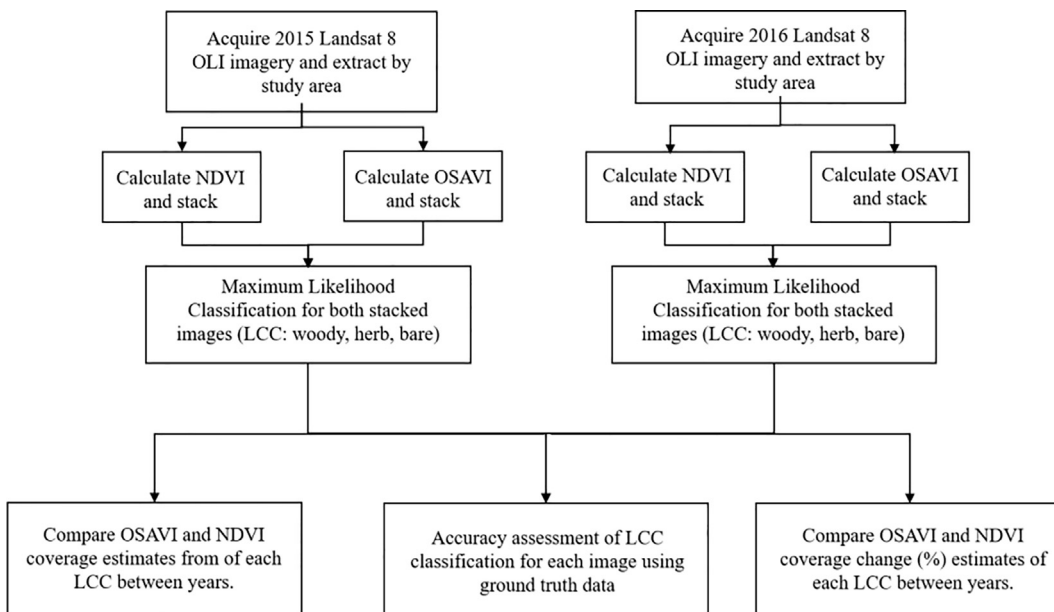 Acquire 2015 Landsat 8
OLI imagery and extract by
study area
Acquire 2016 Landsat 8
OLI imagery and extract by
study area
Calculate NDVI
and stack
Calculate OSAVI
and stack
Calculate NDVI
and stack
Calculate OSAVI
and stack
Maximum Likelihood
Classification for both stacked
images (LCC: woody, herb, bare)
Maximum Likelihood
Classification for both stacked
images (LCC: woody, herb, bare)
Compare OSAVI and NDVI
coverage estimates from of each
LCC between years.
Accuracy assessment of LCC
classification for each image using
ground truth data
Compare OSAVI and NDVI
coverage change (%) estimates of
each LCC between years.